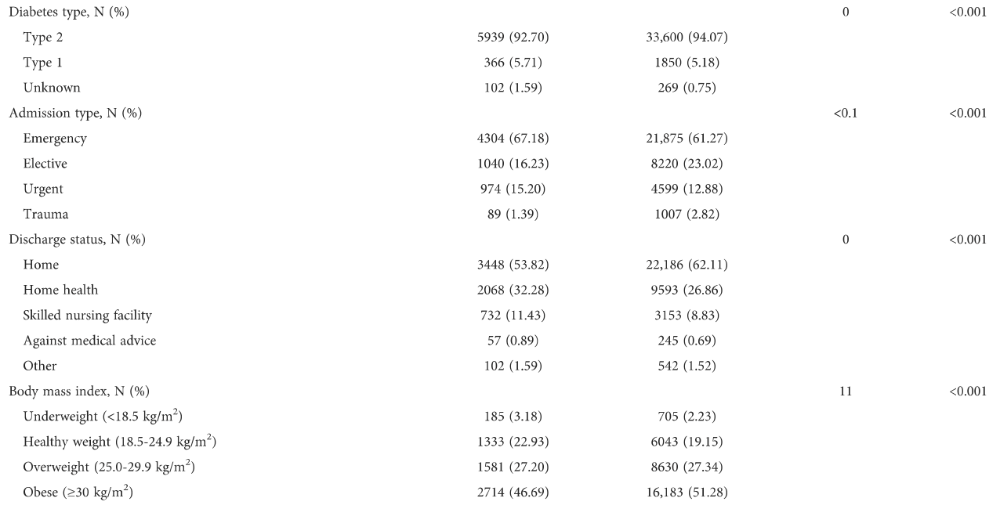 Diabetes type, N (%) 0 <0.001
Type 2 5939 (92.70) 33,600 (94.07)
Type 1 366 (5.71) 1850 (5.18)
Unknown 102 (1.59) 269 (0.75)
Admission type, N (%) <0.1 <0.001
Emergency 4304 (67.18) 21,875 (61.27)
Elective 1040 (16.23) 8220 (23.02)
Urgent 974 (15.20) 4599 (12.88)
Trauma 89 (1.39) 1007 (2.82)
Discharge status, N (%) 0 <0.001
Home 3448 (53.82) 22,186 (62.11)
Home health 2068 (32.28) 9593 (26.86)
Skilled nursing facility 732 (11.43) 3153 (8.83)
Against medical advice 57 (0.89) 245 (0.69)
Other 102 (1.59) 542 (1.52)
Body mass index, N (%) 11 <0.001
Underweight (<18.5 kg/m²) 185 (3.18) 705 (2.23)
Healthy weight (18.5-24.9 kg/m²) 1333 (22.93) 6043 (19.15)
Overweight (25.0-29.9 kg/m²) 1581 (27.20) 8630 (27.34)
Obese (≥30 kg/m²) 2714 (46.69) 16,183 (51.28)